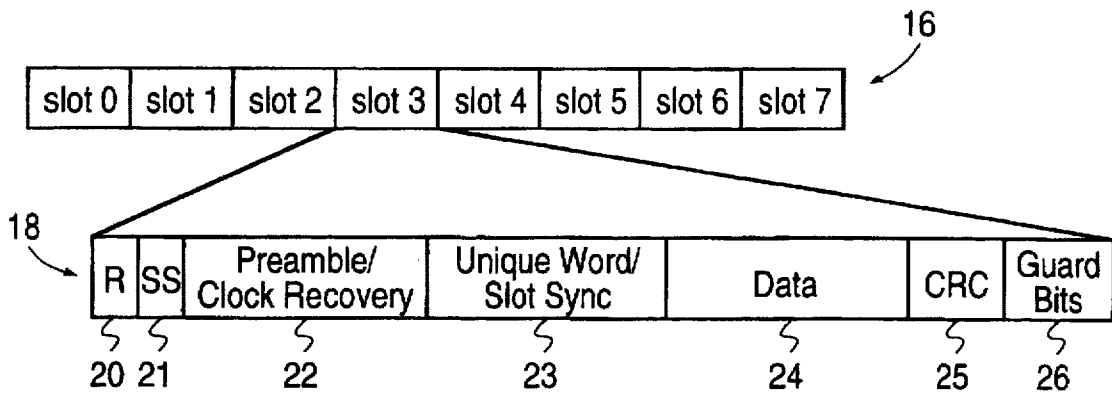 16
slot 0 slot 1 slot 2 slot 3 slot 4 slot 5 slot 6 slot 7
18
R SS Preamble/ Clock Recovery Unique Word/ Slot Sync Data CRC Guard Bits
20 21 22 23 24 25 26